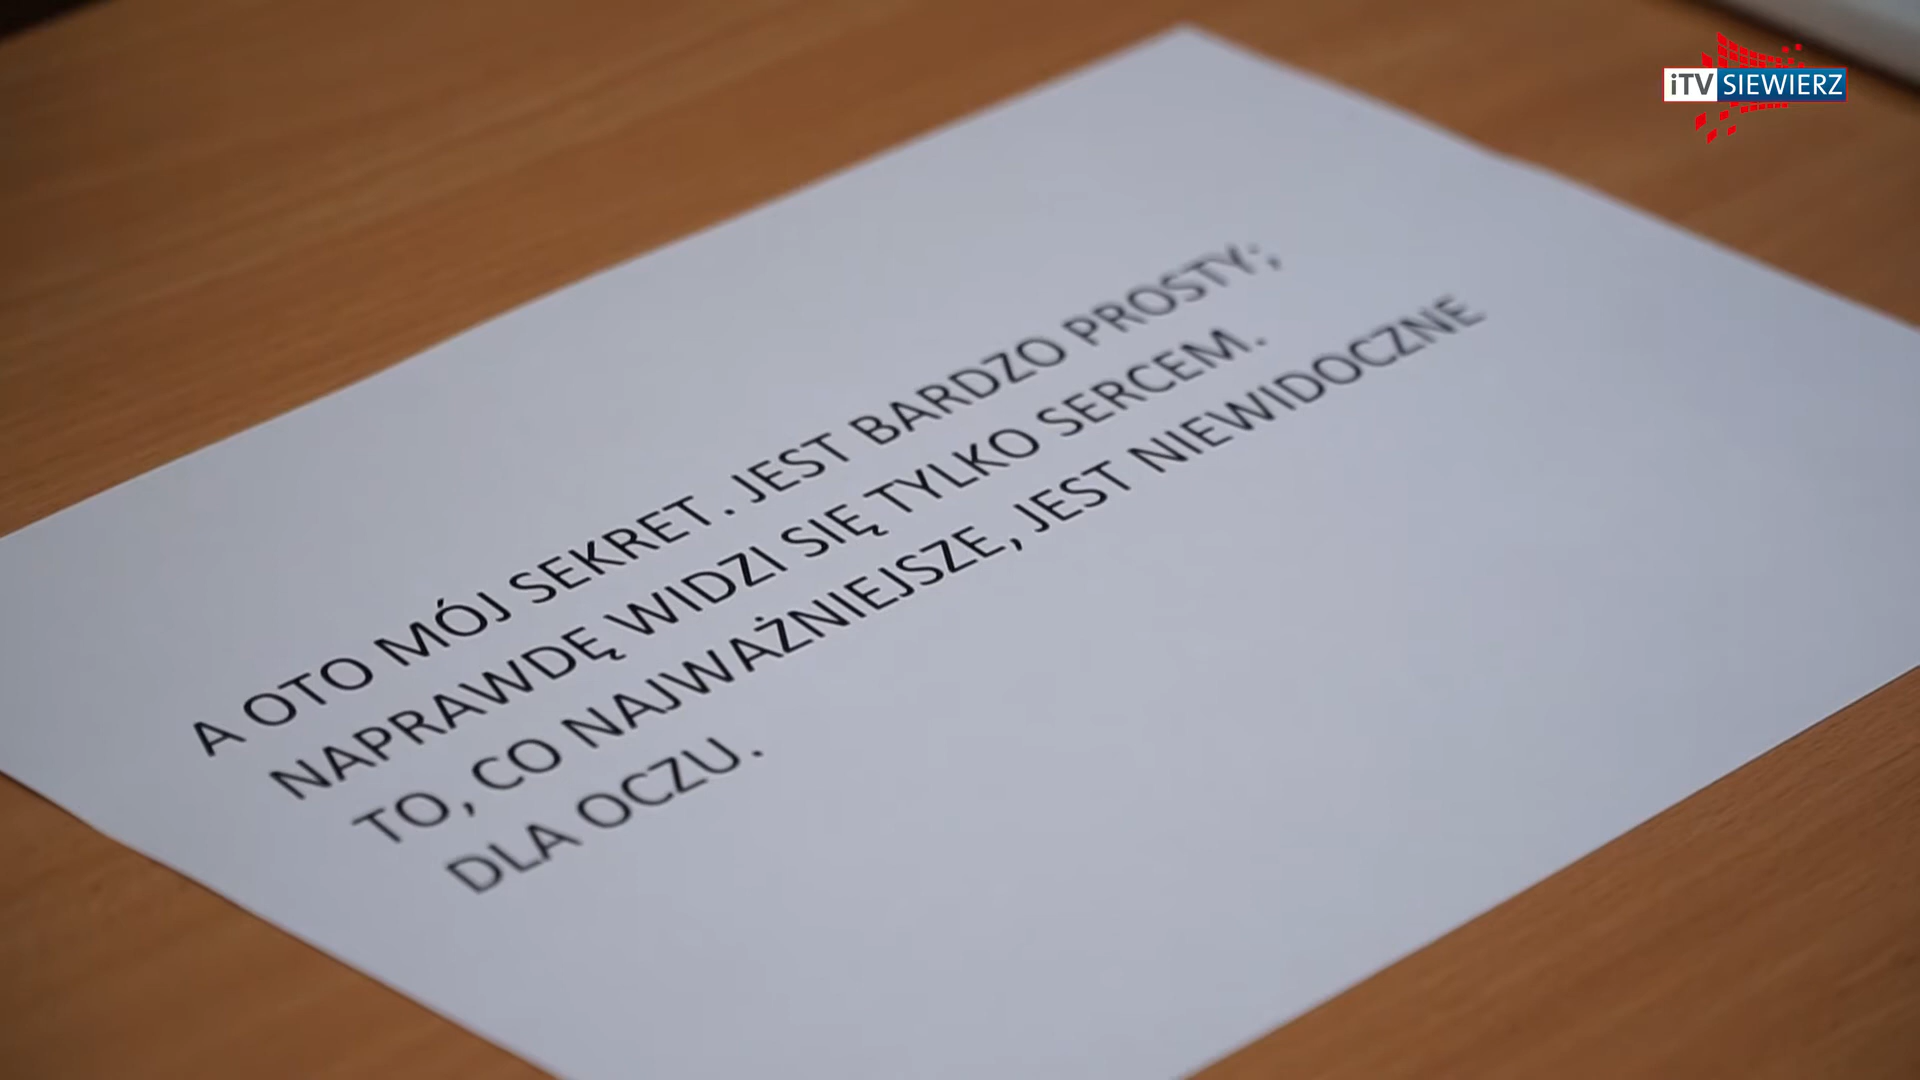 iTV SIEWIERZ
A OTO MÓJ SEKRET. JEST BARDZO PROSTY;
NAPRAWDĘ WIDZI SIĘ TYLKO SERCEM.
TO, CO NAJWAŻNIEJSZE, JEST NIEWIDOCZNE
DLA OCZU.